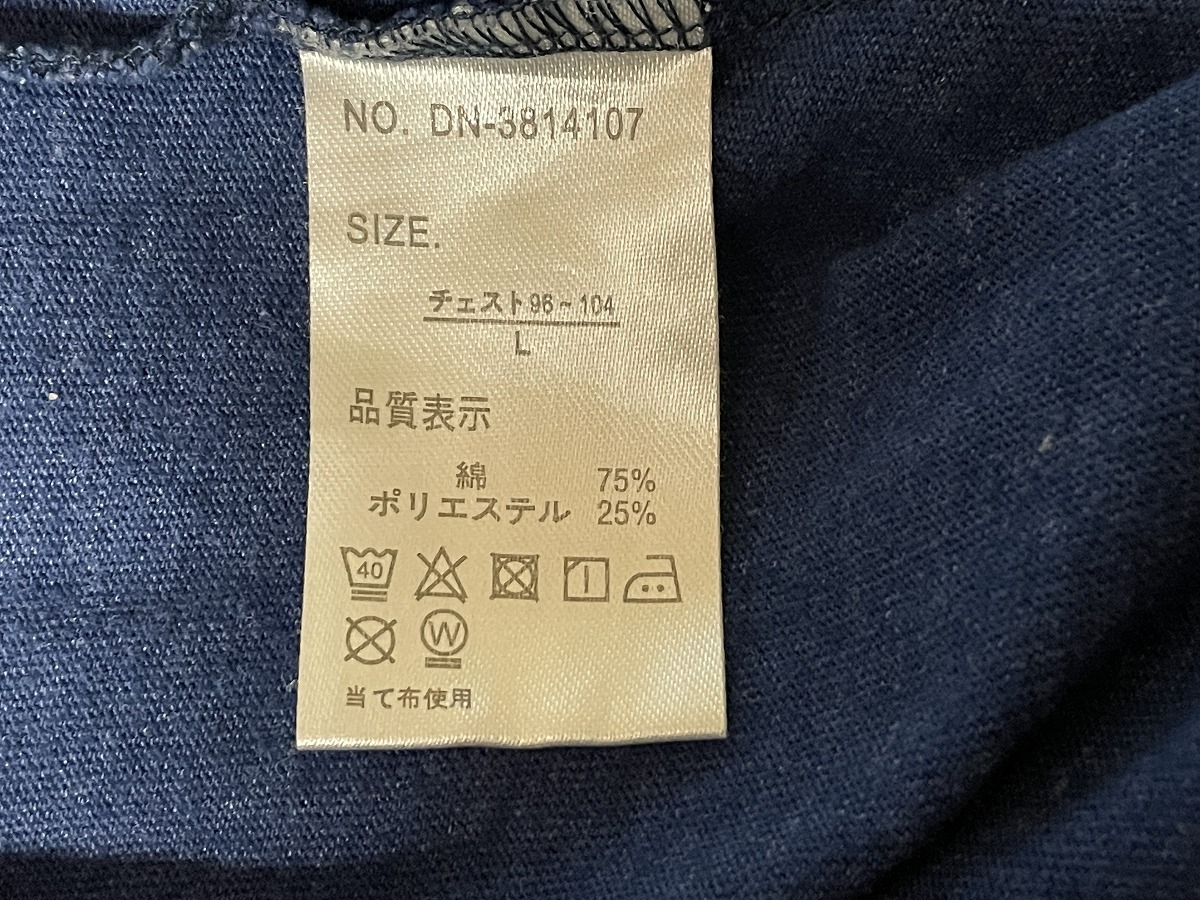 NO. DN-3814107
SIZE.
チェスト96~104
L
品質表示
綿 75%
ポリエステル 25%
40
W
当て布使用